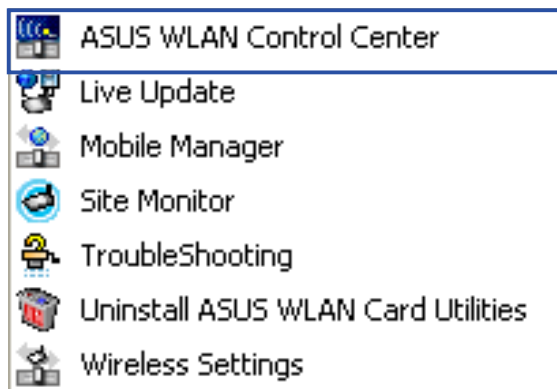 ASUS WLAN Control Center
Live Update
Mobile Manager
Site Monitor
TroubleShooting
Uninstall ASUS WLAN Card Utilities
Wireless Settings